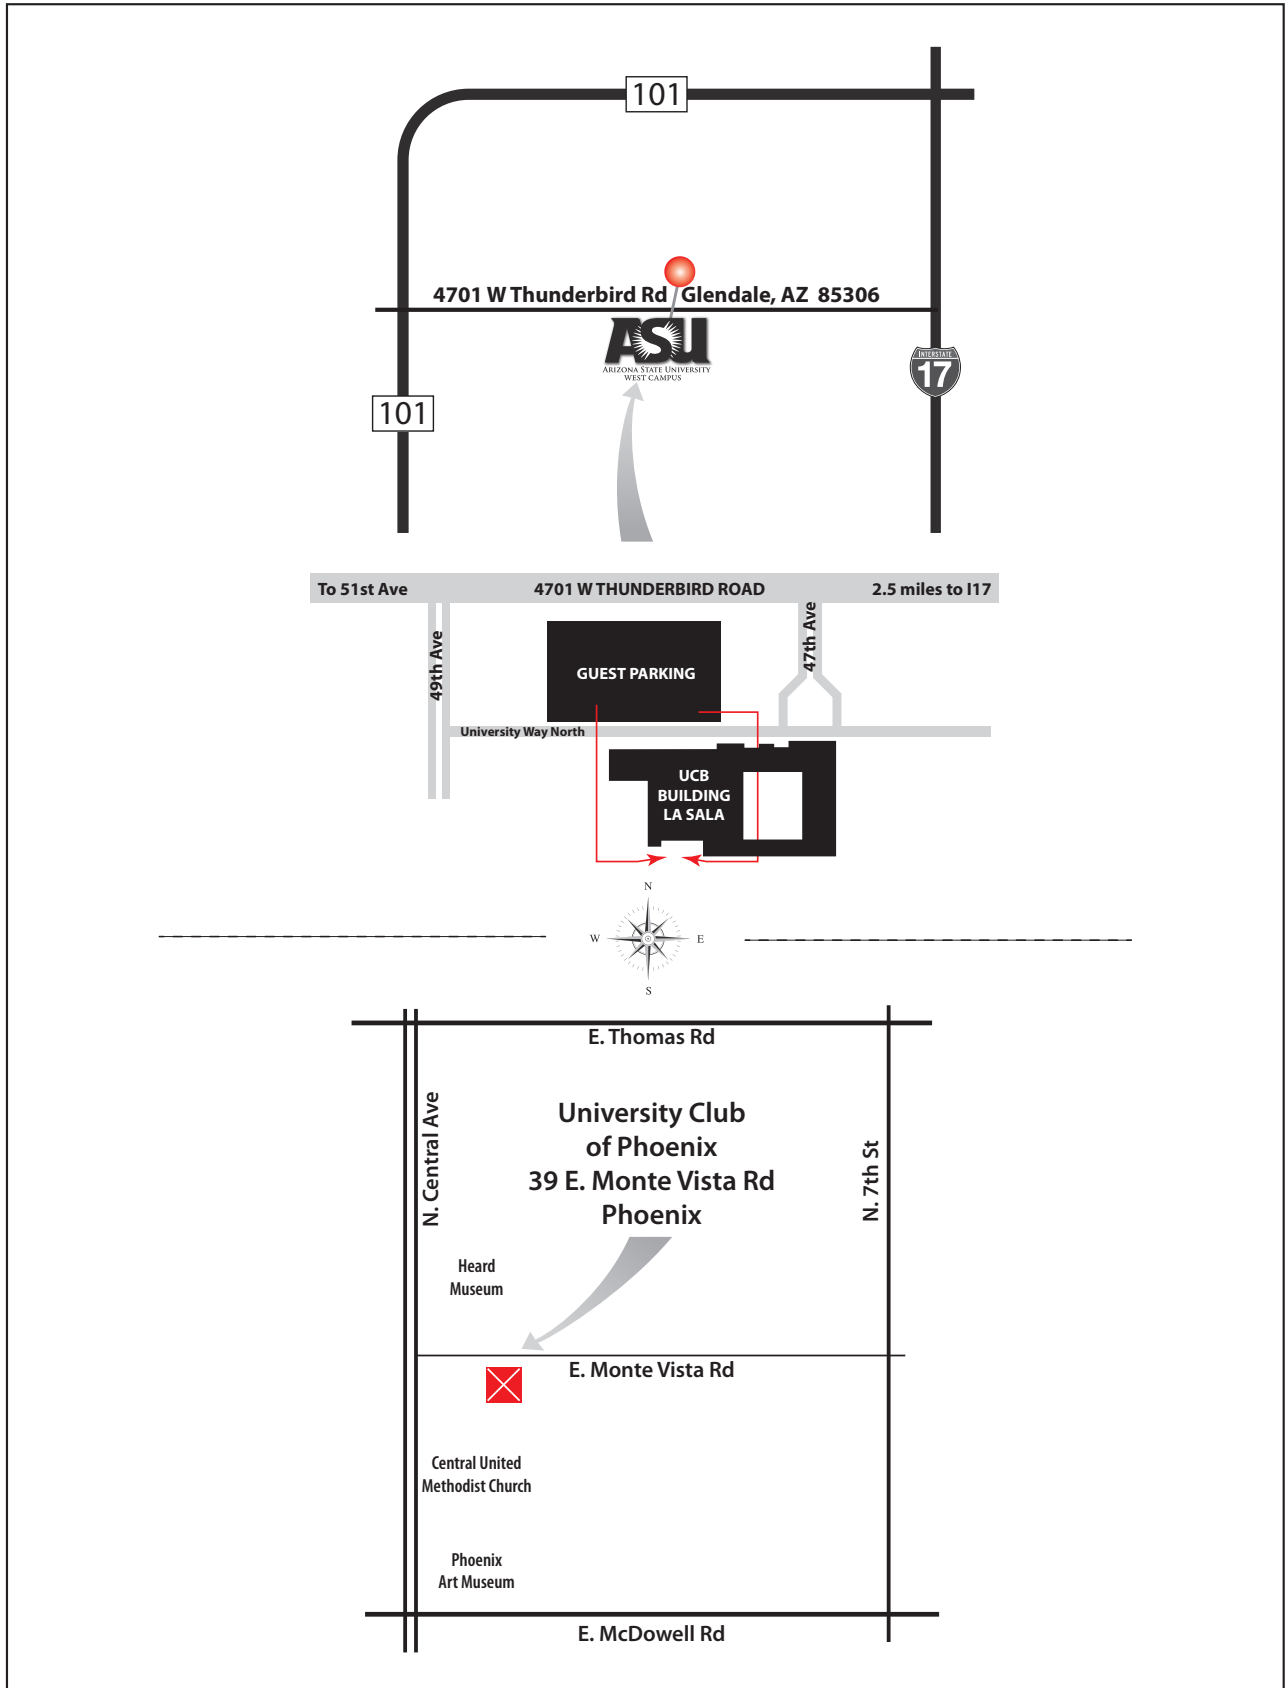 101
4701 W Thunderbird Rd Glendale, AZ 85306
ASU
ARIZONA STATE UNIVERSITY
WEST CAMPUS
INTERSTATE
17
101
To 51st Ave 4701 W THUNDERBIRD ROAD 2.5 miles to I17
49th Ave
47th Ave
GUEST PARKING
University Way North
UCB
BUILDING
LA SALA
N
W E
S
E. Thomas Rd
N. Central Ave
University Club
of Phoenix
39 E. Monte Vista Rd
Phoenix
N. 7th St
Heard
Museum
E. Monte Vista Rd
Central United
Methodist Church
Phoenix
Art Museum
E. McDowell Rd